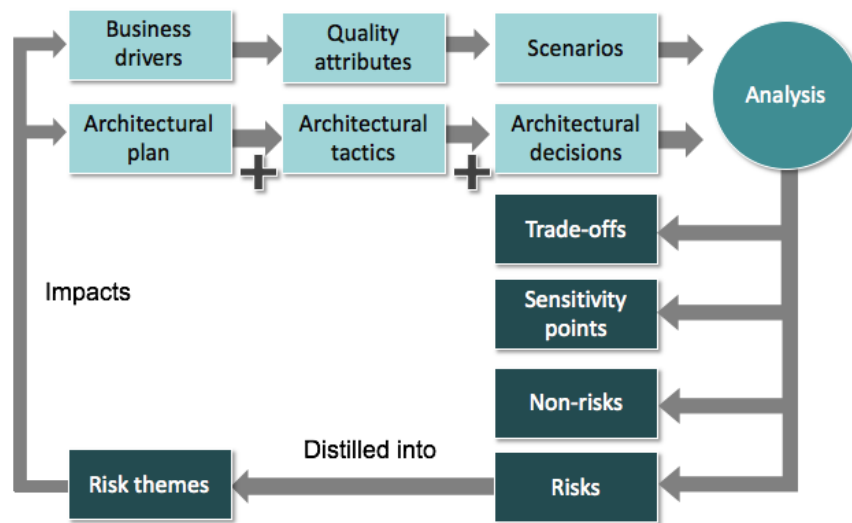 Business
drivers
Quality
attributes
Scenarios
Analysis
Architectural
plan
Architectural
tactics
Architectural
decisions
Trade-offs
Impacts
Sensitivity
points
Non-risks
Distilled into
Risk themes
Risks